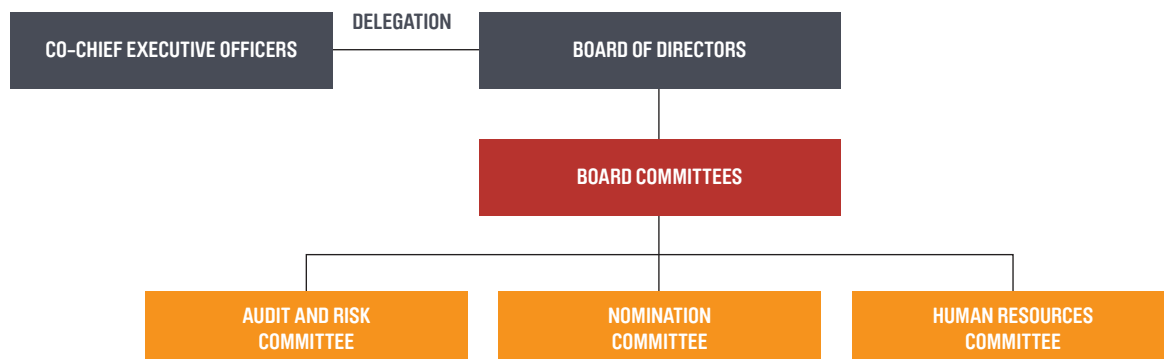 DELEGATION
CO-CHIEF EXECUTIVE OFFICERS
BOARD OF DIRECTORS
BOARD COMMITTEES
AUDIT AND RISK
COMMITTEE
NOMINATION
COMMITTEE
HUMAN RESOURCES
COMMITTEE